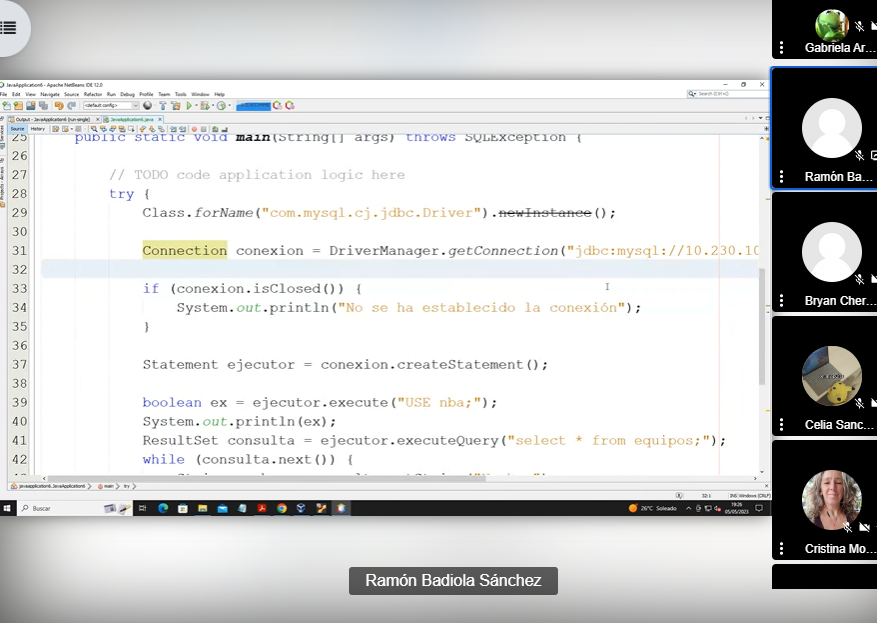 JavaApplication6 - Apache NetBeans IDE 12.0
File Edit View Navigate Source Refactor Run Debug Profile Team Tools Window Help
<default config>
Search (Ctrl+I)
Output - JavaApplication6 (run-single)
JavaApplication6.java
Source
History
25 public static void main(String[] args) throws SQLException {
26
27 // TODO code application logic here
28 try {
29 Class.forName("com.mysql.cj.jdbc.Driver").newInstance();
30
31 Connection conexion = DriverManager.getConnection("jdbc:mysql://10.230.10
32
33 if (conexion.isClosed()) {
34 System.out.println("No se ha establecido la conexión");
35 }
36
37 Statement ejecutor = conexion.createStatement();
38
39 boolean ex = ejecutor.execute("USE nba;");
40 System.out.println(ex);
41 ResultSet consulta = ejecutor.executeQuery("select * from equipos;");
42 while (consulta.next()) {
javaapplication6.JavaApplication6
main
try
32:1
INS
Windows (CRLF)
Buscar
26°C Soleado
19:26
05/05/2023
Gabriela Ar...
Ramón Ba...
Bryan Cher...
Celia Sanc...
Cristina Mo...
Ramón Badiola Sánchez